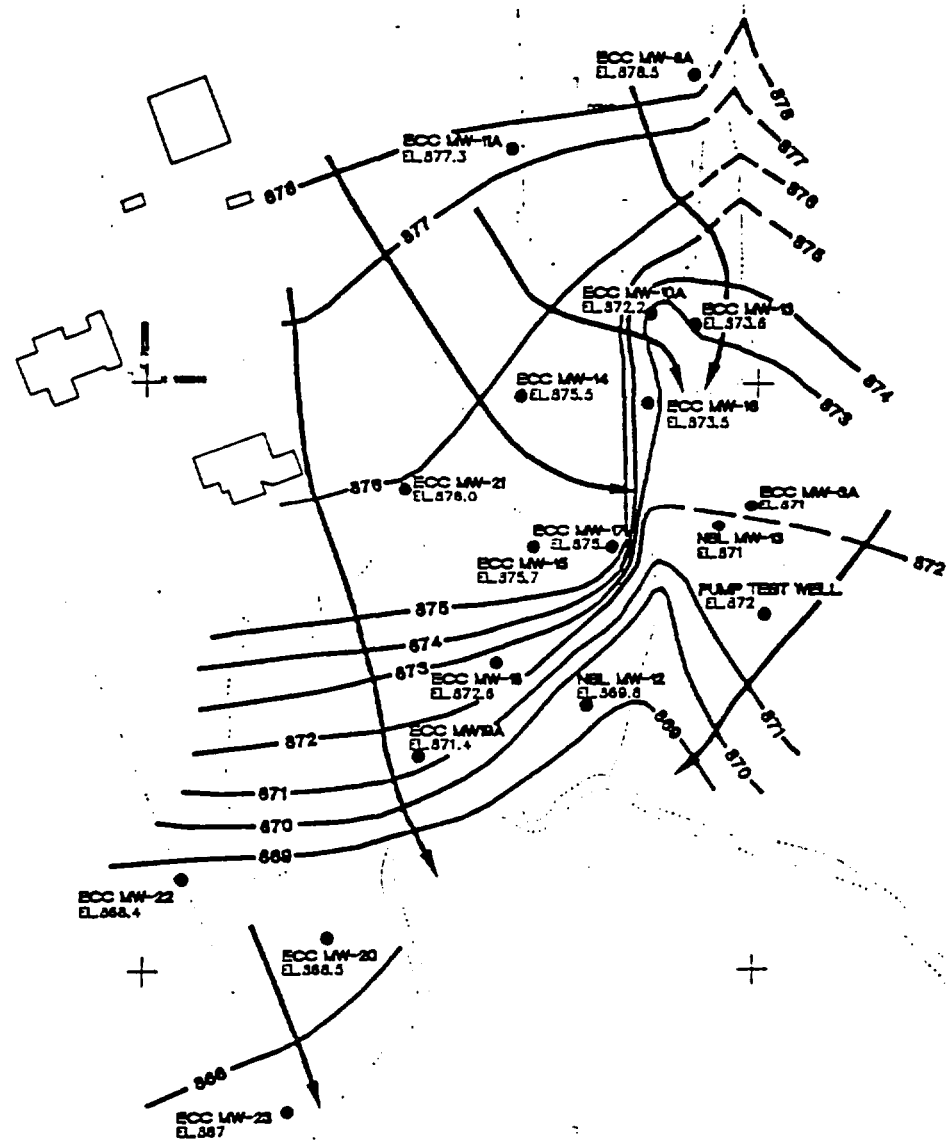 ECC MW-8A
EL.878.5
878
ECC MW-11A
EL.877.3
877
878
876
877
875
ECC MW-10A
EL.872.2
ECC MW-13
EL.873.6
874
ECC MW-14
EL.875.5
873
ECC MW-16
EL.873.5
876
ECC MW-21
EL.876.0
ECC MW-3A
EL.871
ECC MW-17
EL.875
NBL MW-13
EL.871
872
ECC MW-15
EL.875.7
PUMP TEST WELL
EL.872
875
874
873
ECC MW-18
EL.872.6
NBL MW-12
EL.869.8
872
ECC MW19A
EL.871.4
869
871
870
871
870
869
ECC MW-22
EL.868.4
ECC MW-20
EL.868.5
868
ECC MW-23
EL.867